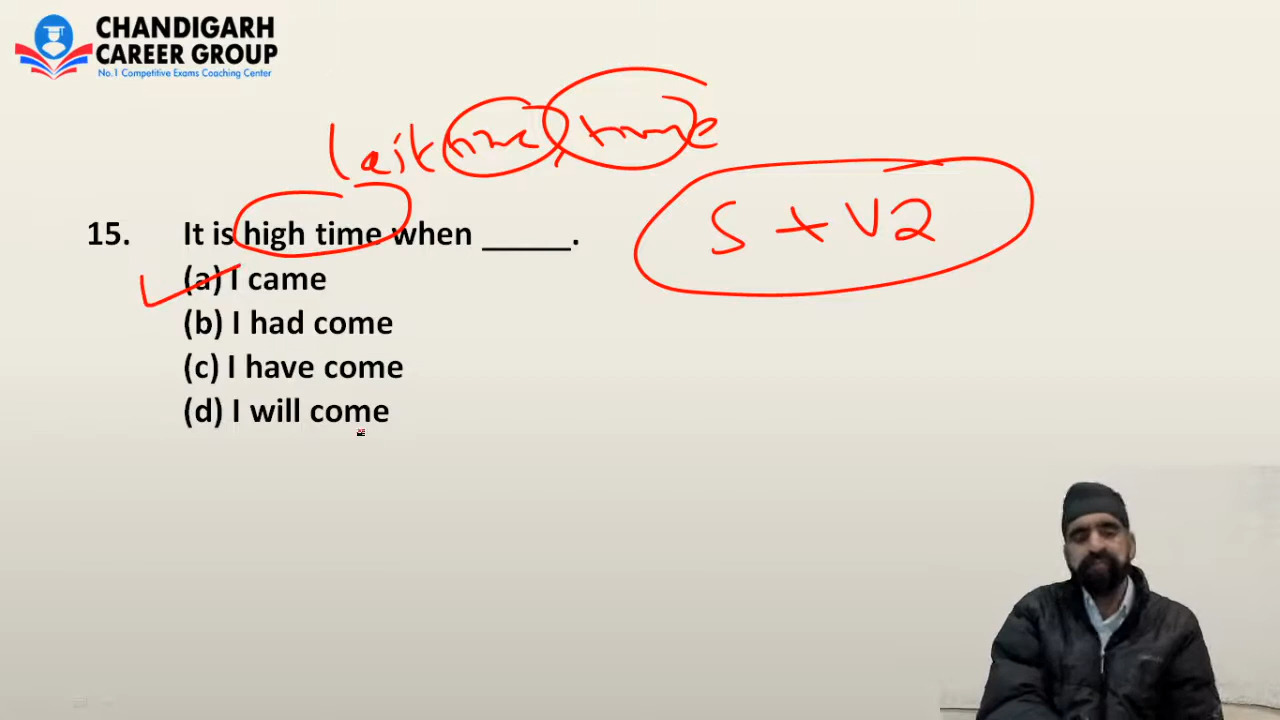 CHANDIGARH
CAREER GROUP
No.1 Competitive Exams Coaching Center
time, time
S + V2
15. It is high time when _____.
(a) I came
(b) I had come
(c) I have come
(d) I will come